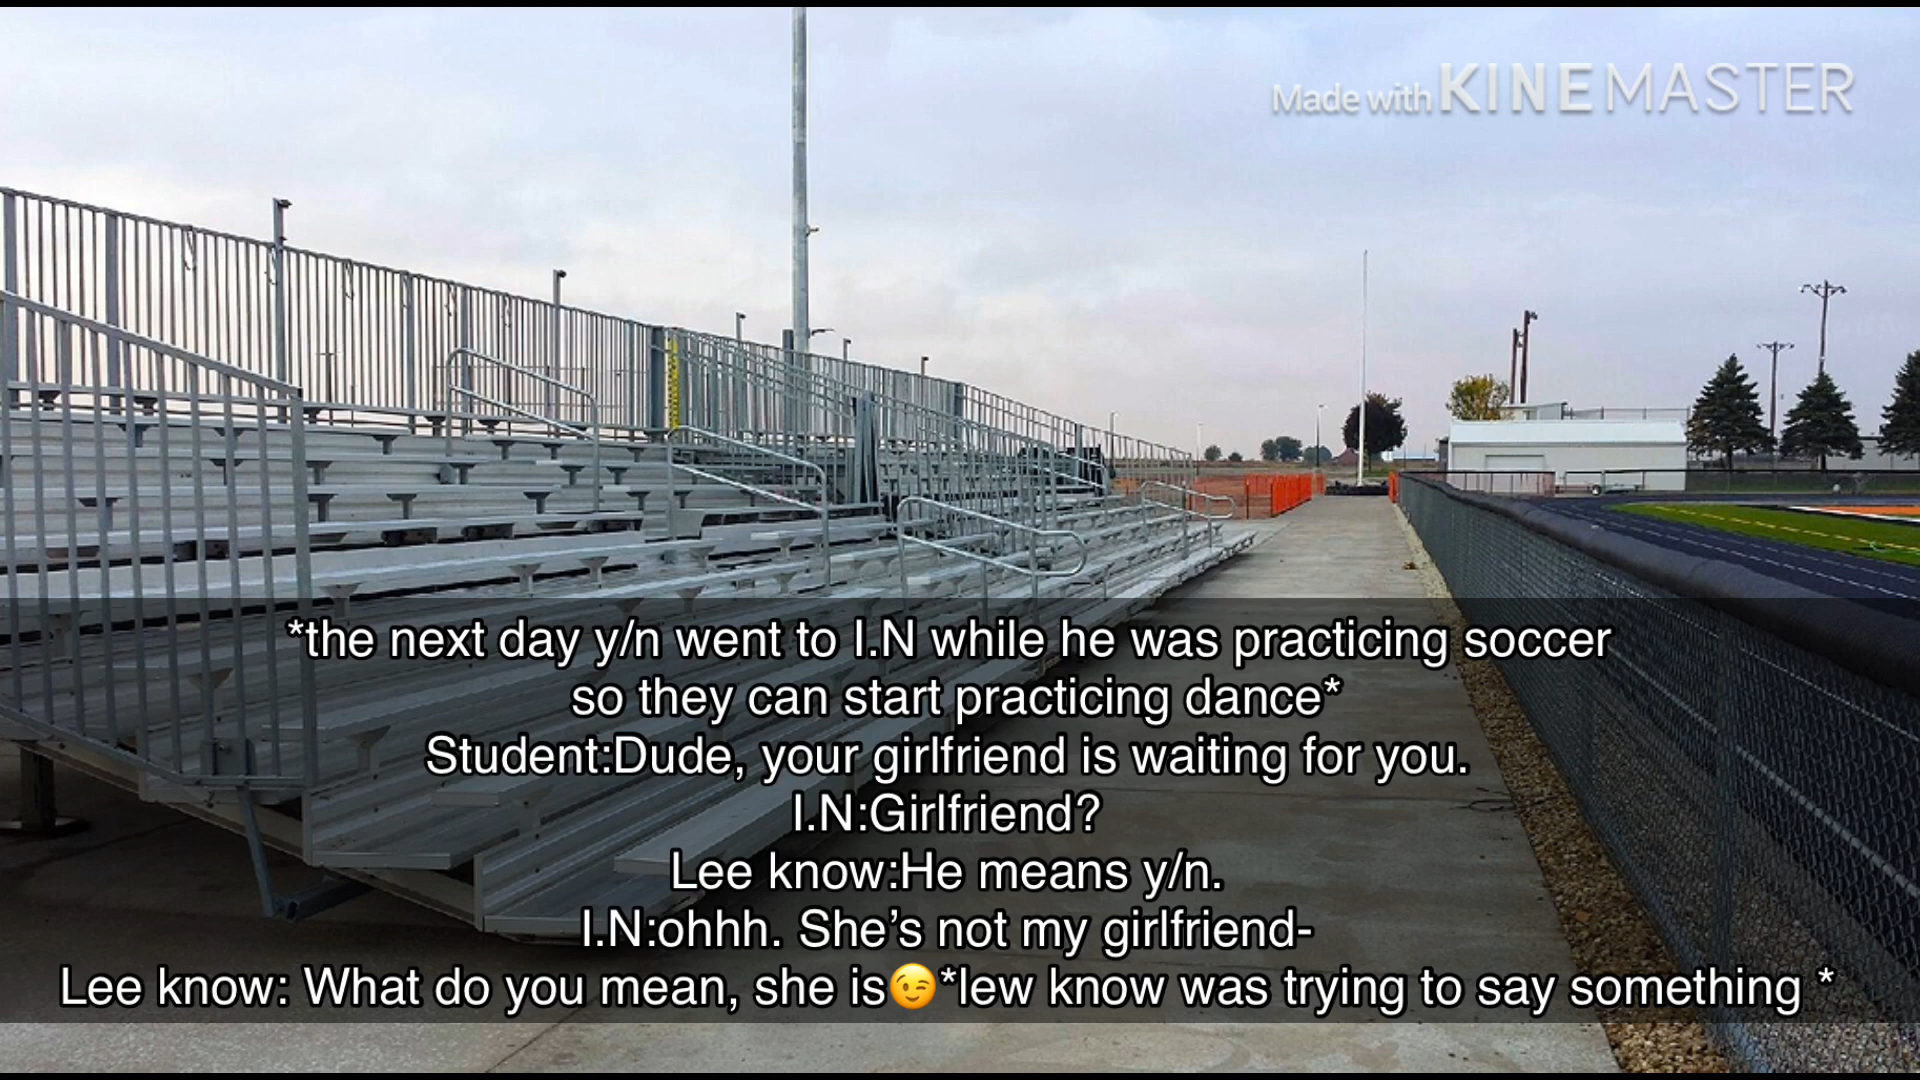 Made with KINEMASTER
*the next day y/n went to I.N while he was practicing soccer
so they can start practicing dance*
Student:Dude, your girlfriend is waiting for you.
I.N:Girlfriend?
Lee know:He means y/n.
I.N:ohhh. She’s not my girlfriend-
Lee know: What do you mean, she is😉*lew know was trying to say something *